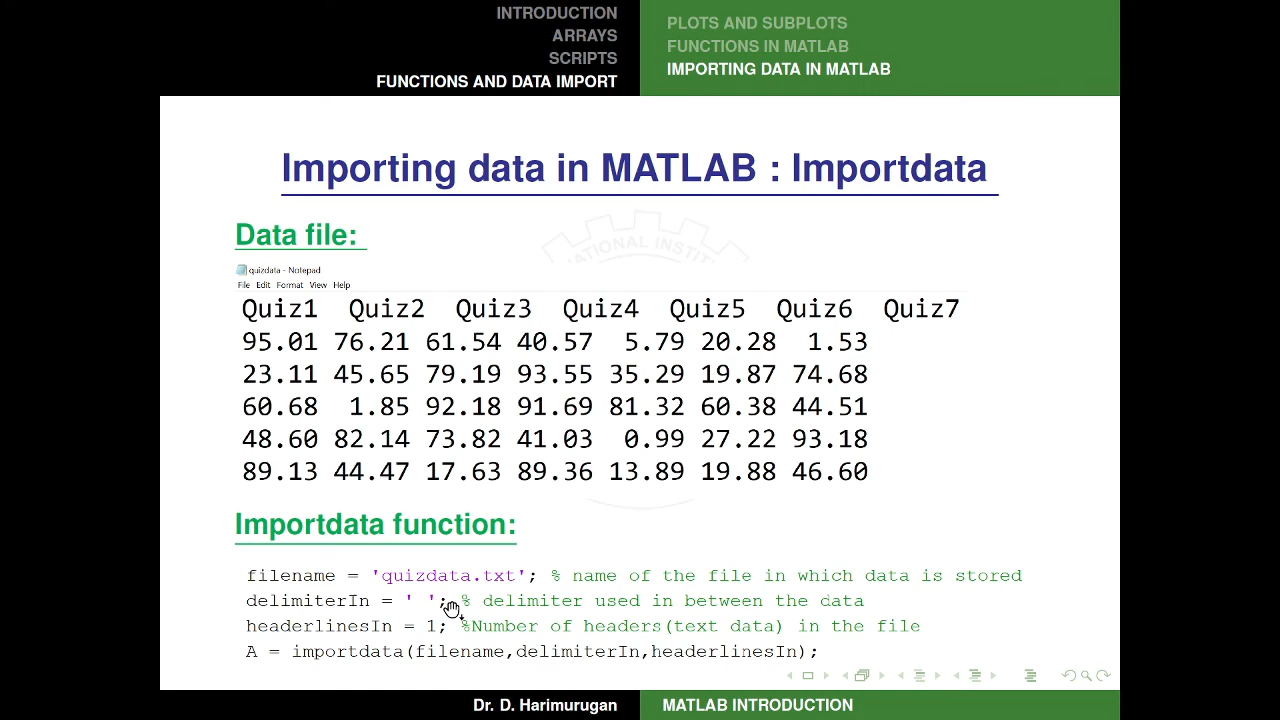 INTRODUCTION
ARRAYS
SCRIPTS
FUNCTIONS AND DATA IMPORT
PLOTS AND SUBPLOTS
FUNCTIONS IN MATLAB
IMPORTING DATA IN MATLAB
Importing data in MATLAB : Importdata
Data file:
ATIONAL INSTI
quizdata - Notepad
File Edit Format View Help
Quiz1 Quiz2 Quiz3 Quiz4 Quiz5 Quiz6 Quiz7
95.01 76.21 61.54 40.57 5.79 20.28 1.53
23.11 45.65 79.19 93.55 35.29 19.87 74.68
60.68 1.85 92.18 91.69 81.32 60.38 44.51
48.60 82.14 73.82 41.03 0.99 27.22 93.18
89.13 44.47 17.63 89.36 13.89 19.88 46.60
Importdata function:
filename = 'quizdata.txt'; % name of the file in which data is stored
delimiterIn = ' '; % delimiter used in between the data
headerlinesIn = 1; %Number of headers(text data) in the file
A = importdata(filename,delimiterIn,headerlinesIn);
Dr. D. Harimurugan
MATLAB INTRODUCTION